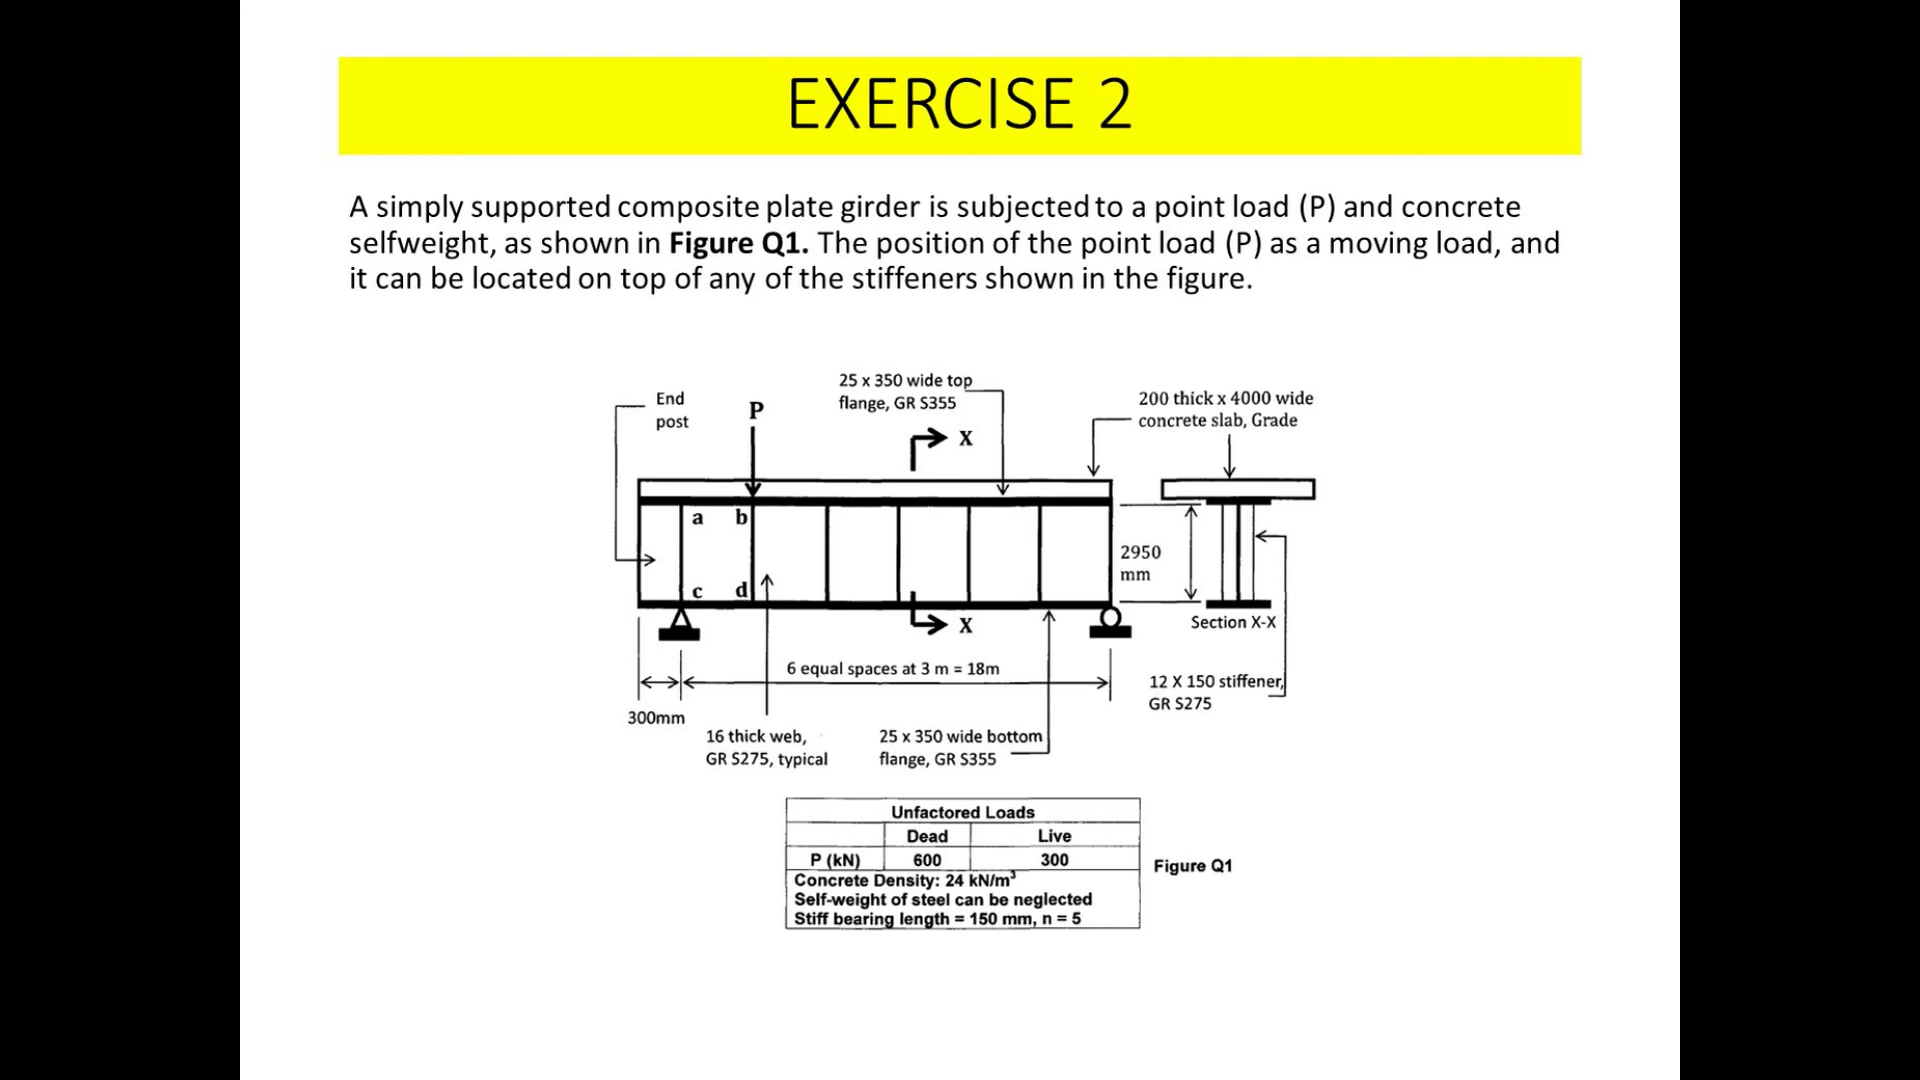 EXERCISE 2
A simply supported composite plate girder is subjected to a point load (P) and concrete
selfweight, as shown in Figure Q1. The position of the point load (P) as a moving load, and
it can be located on top of any of the stiffeners shown in the figure.
End
post
P
25 x 350 wide top
flange, GR S355
X
200 thick x 4000 wide
concrete slab, Grade
a b
c d
2950
mm
X
Section X-X
6 equal spaces at 3 m = 18m
12 X 150 stiffener,
GR S275
300mm
16 thick web,
GR S275, typical
25 x 350 wide bottom
flange, GR S355
Unfactored Loads
Dead Live
P (kN) 600 300
Concrete Density: 24 kN/m³
Self-weight of steel can be neglected
Stiff bearing length = 150 mm, n = 5
Figure Q1